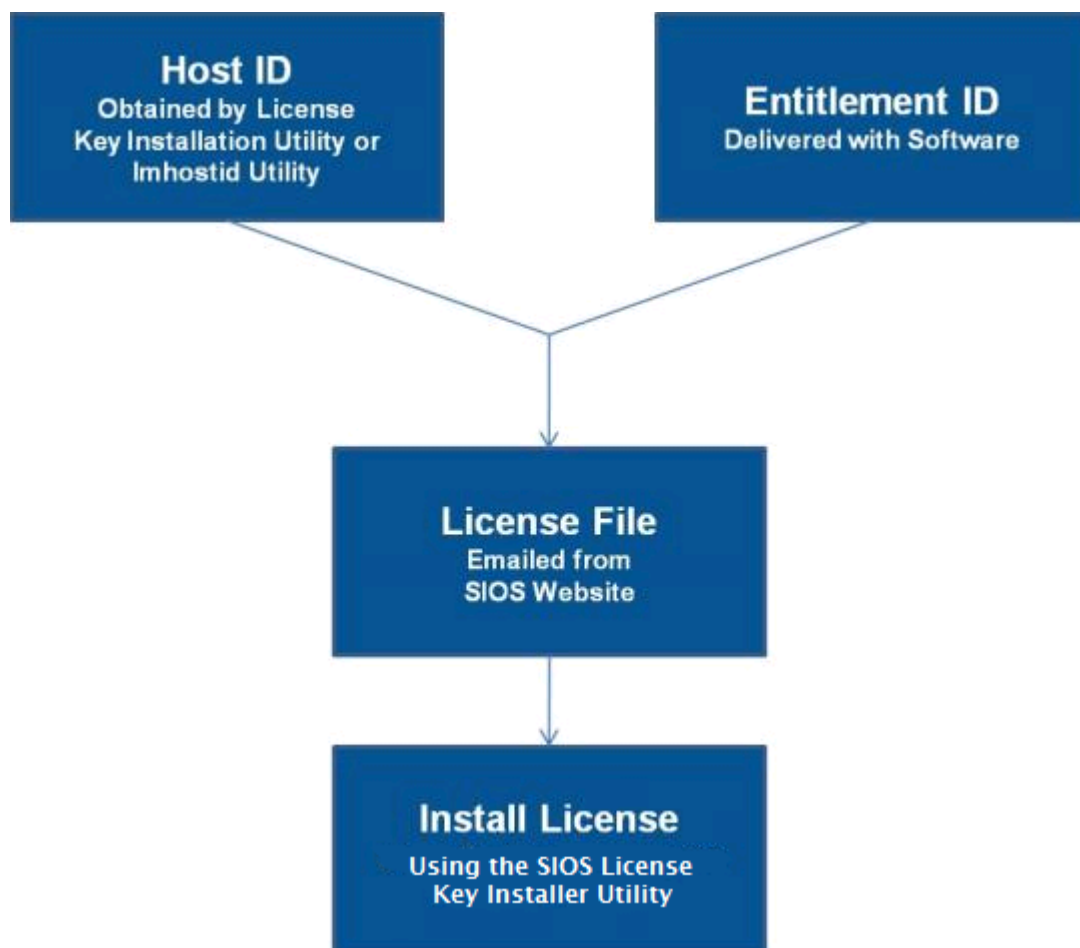 Host ID
Obtained by License
Key Installation Utility or
lmhostid Utility
Entitlement ID
Delivered with Software
License File
Emailed from
SIOS Website
Install License
Using the SIOS License
Key Installer Utility